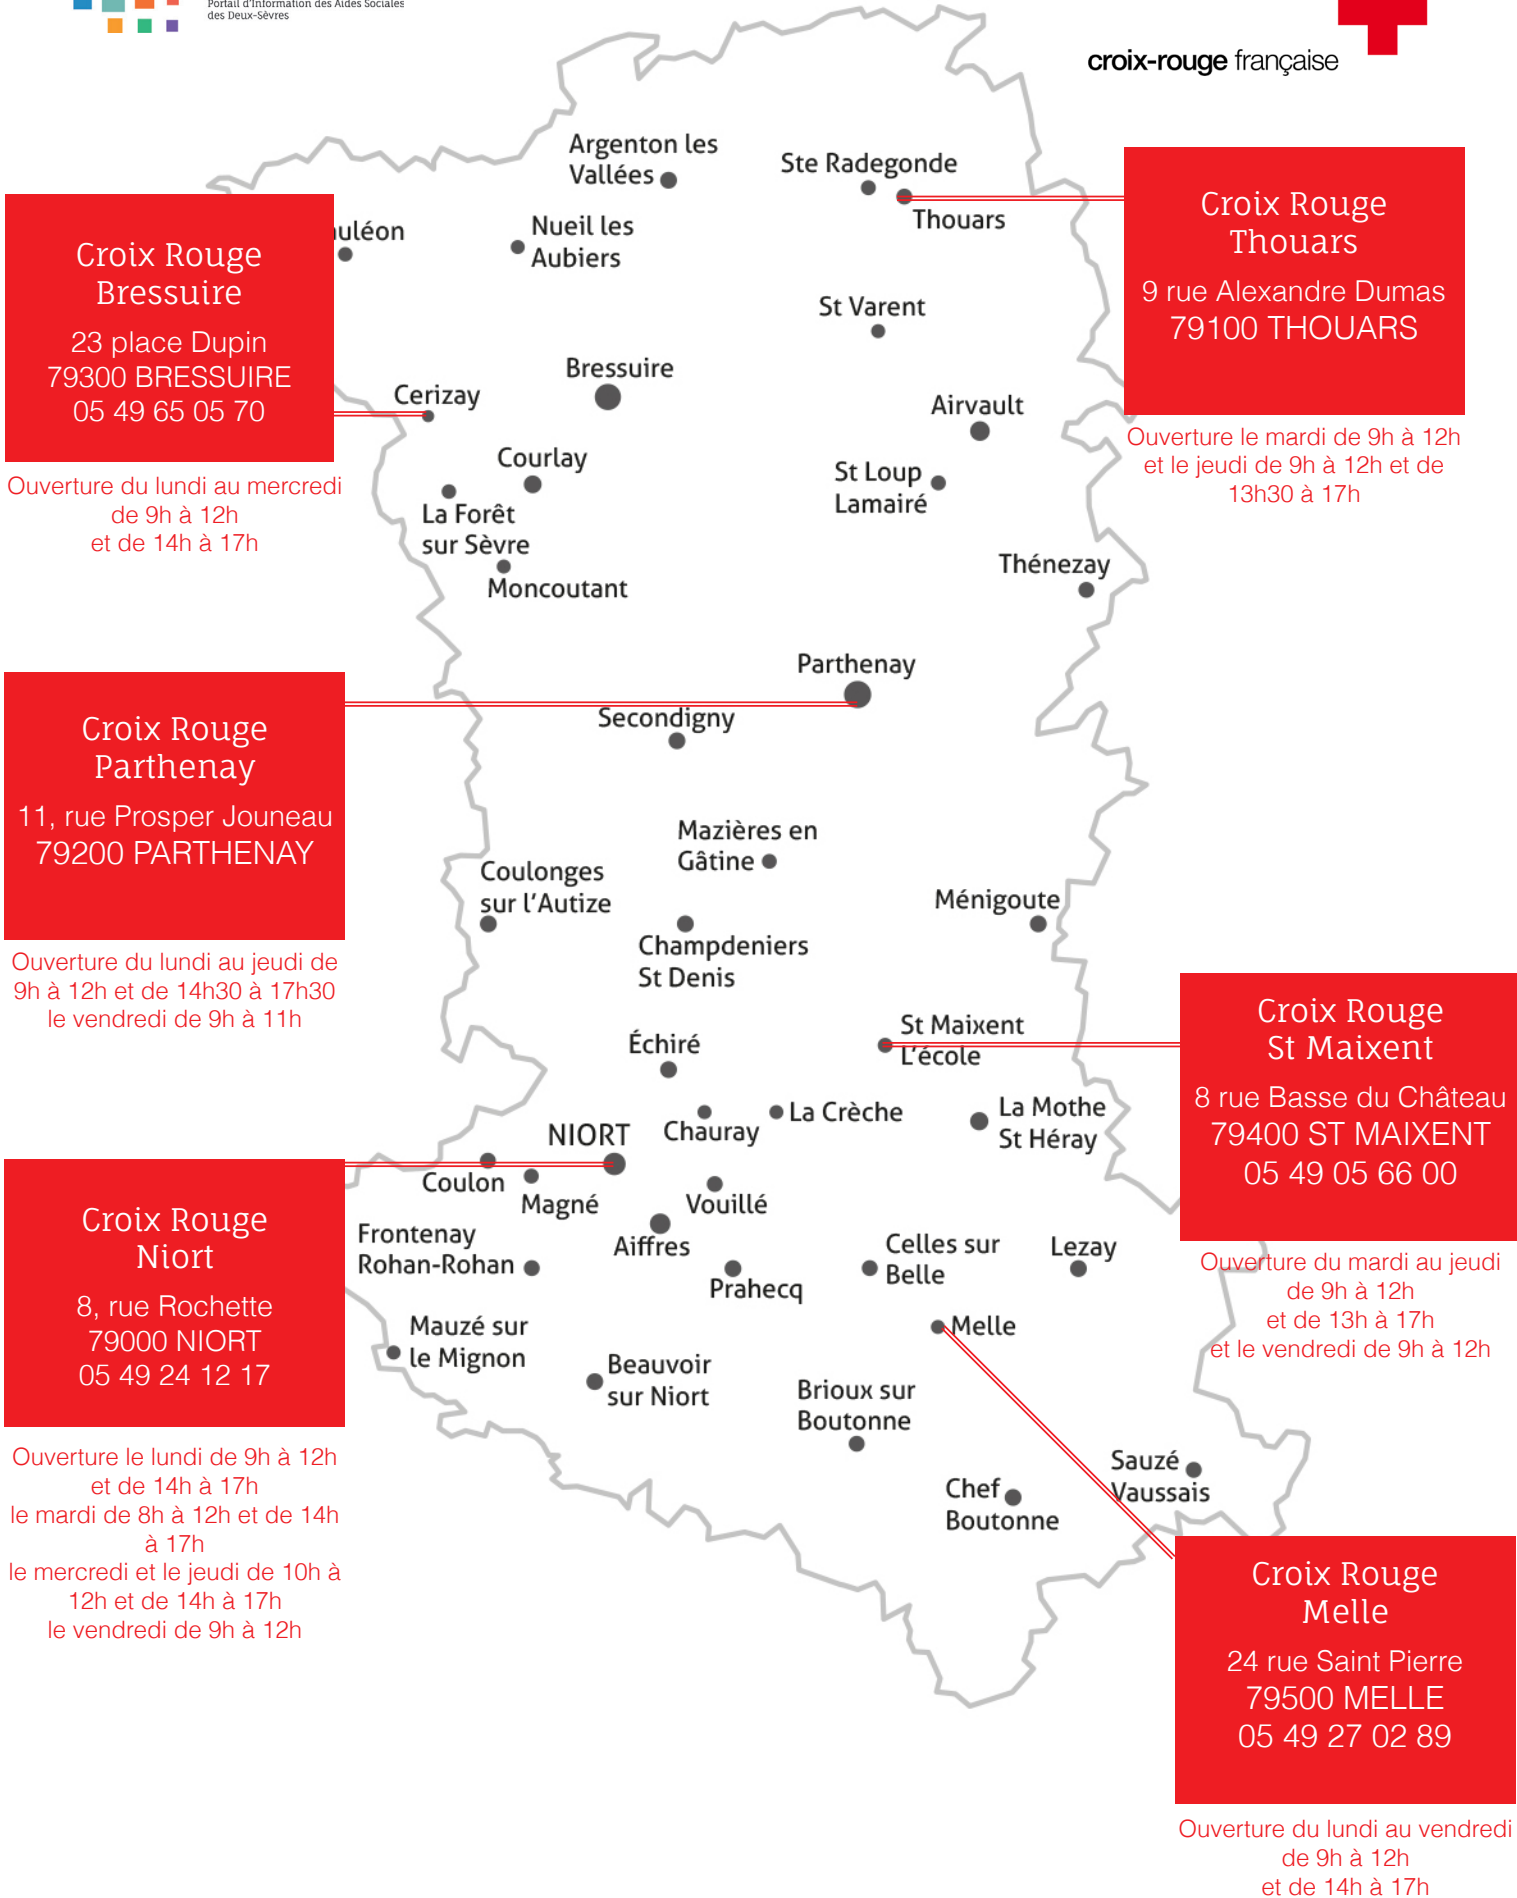 Portail d'Information des Aides Sociales
des Deux-Sèvres
croix-rouge française
Argenton les
Vallées
Ste Radegonde
Thouars
Croix Rouge
Thouars
9 rue Alexandre Dumas
79100 THOUARS
Ouverture le mardi de 9h à 12h
et le jeudi de 9h à 12h et de
13h30 à 17h
Croix Rouge
Bressuire
23 place Dupin
79300 BRESSUIRE
05 49 65 05 70
Ouverture du lundi au mercredi
de 9h à 12h
et de 14h à 17h
uléon
Nueil les
Aubiers
St Varent
Bressuire
Cerizay
Airvault
Courlay
St Loup
Lamairé
La Forêt
sur Sèvre
Moncoutant
Thénezay
Parthenay
Secondigny
Croix Rouge
Parthenay
11, rue Prosper Jouneau
79200 PARTHENAY
Ouverture du lundi au jeudi de
9h à 12h et de 14h30 à 17h30
le vendredi de 9h à 11h
Mazières en
Gâtine
Coulonges
sur l'Autize
Ménigoute
Champdeniers
St Denis
St Maixent
L'école
Croix Rouge
St Maixent
8 rue Basse du Château
79400 ST MAIXENT
05 49 05 66 00
Ouverture du mardi au jeudi
de 9h à 12h
et de 13h à 17h
et le vendredi de 9h à 12h
Échiré
Chauray
La Crèche
La Mothe
St Héray
NIORT
Coulon
Magné
Vouillé
Croix Rouge
Niort
8, rue Rochette
79000 NIORT
05 49 24 12 17
Ouverture le lundi de 9h à 12h
et de 14h à 17h
le mardi de 8h à 12h et de 14h
à 17h
le mercredi et le jeudi de 10h à
12h et de 14h à 17h
le vendredi de 9h à 12h
Frontenay
Rohan-Rohan
Aiffres
Prahecq
Celles sur
Belle
Lezay
Mauzé sur
le Mignon
Melle
Beauvoir
sur Niort
Brioux sur
Boutonne
Sauzé
Vaussais
Chef
Boutonne
Croix Rouge
Melle
24 rue Saint Pierre
79500 MELLE
05 49 27 02 89
Ouverture du lundi au vendredi
de 9h à 12h
et de 14h à 17h